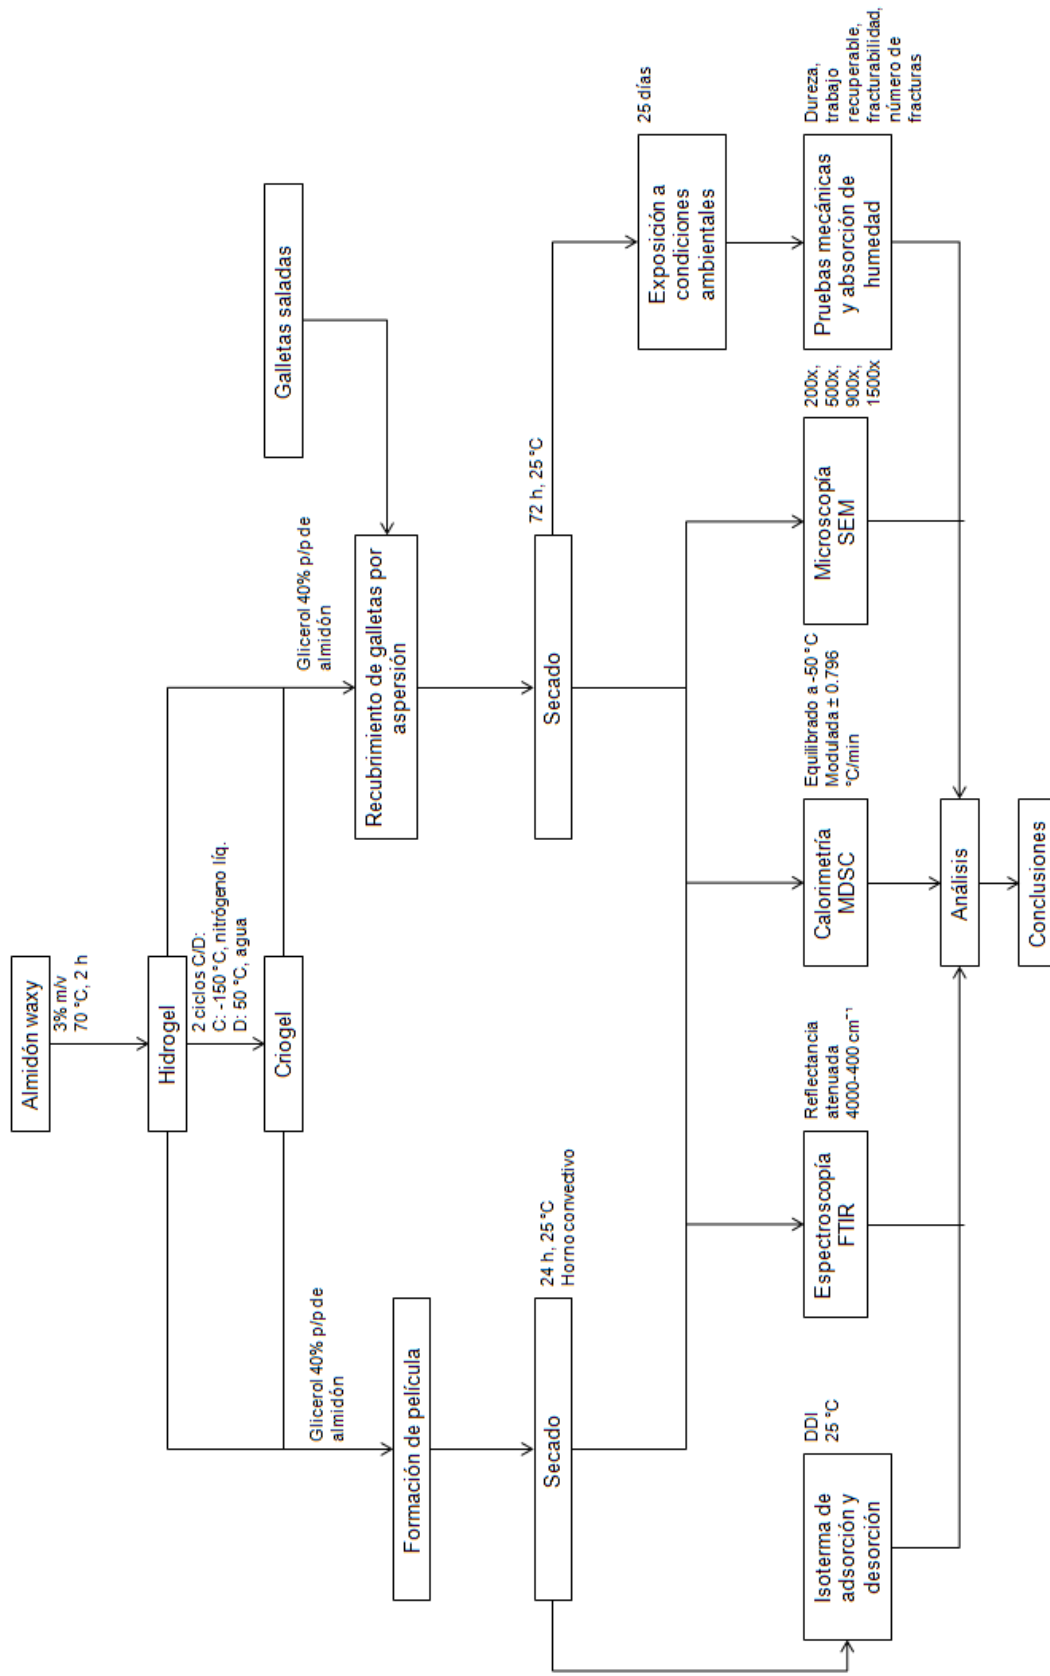 Almidón waxy
3% m/v
70 °C, 2 h
Hidrogel
2 ciclos C/D:
C: -150 °C, nitrógeno líq.
D: 50 °C, agua
Criogel
Galletas saladas
Glicerol 40% p/p de
almidón
Formación de película
Glicerol 40% p/p de
almidón
Recubrimiento de galletas por
aspersión
Secado
24 h, 25 °C
Horno convectivo
Secado
72 h, 25 °C
Exposición a
condiciones
ambientales
25 días
Isoterma de
adsorción y
desorción
DDI
25 °C
Espectroscopía
FTIR
Reflectancia
atenuada
4000-400 cm⁻¹
Calorimetría
MDSC
Equilibrado a -50 °C
Modulada ± 0.796
°C/min
Microscopía
SEM
200x,
500x,
900x,
1500x
Pruebas mecánicas
y absorción de
humedad
Dureza,
trabajo
recuperable,
fracturabilidad,
número de
fracturas
Análisis
Conclusiones